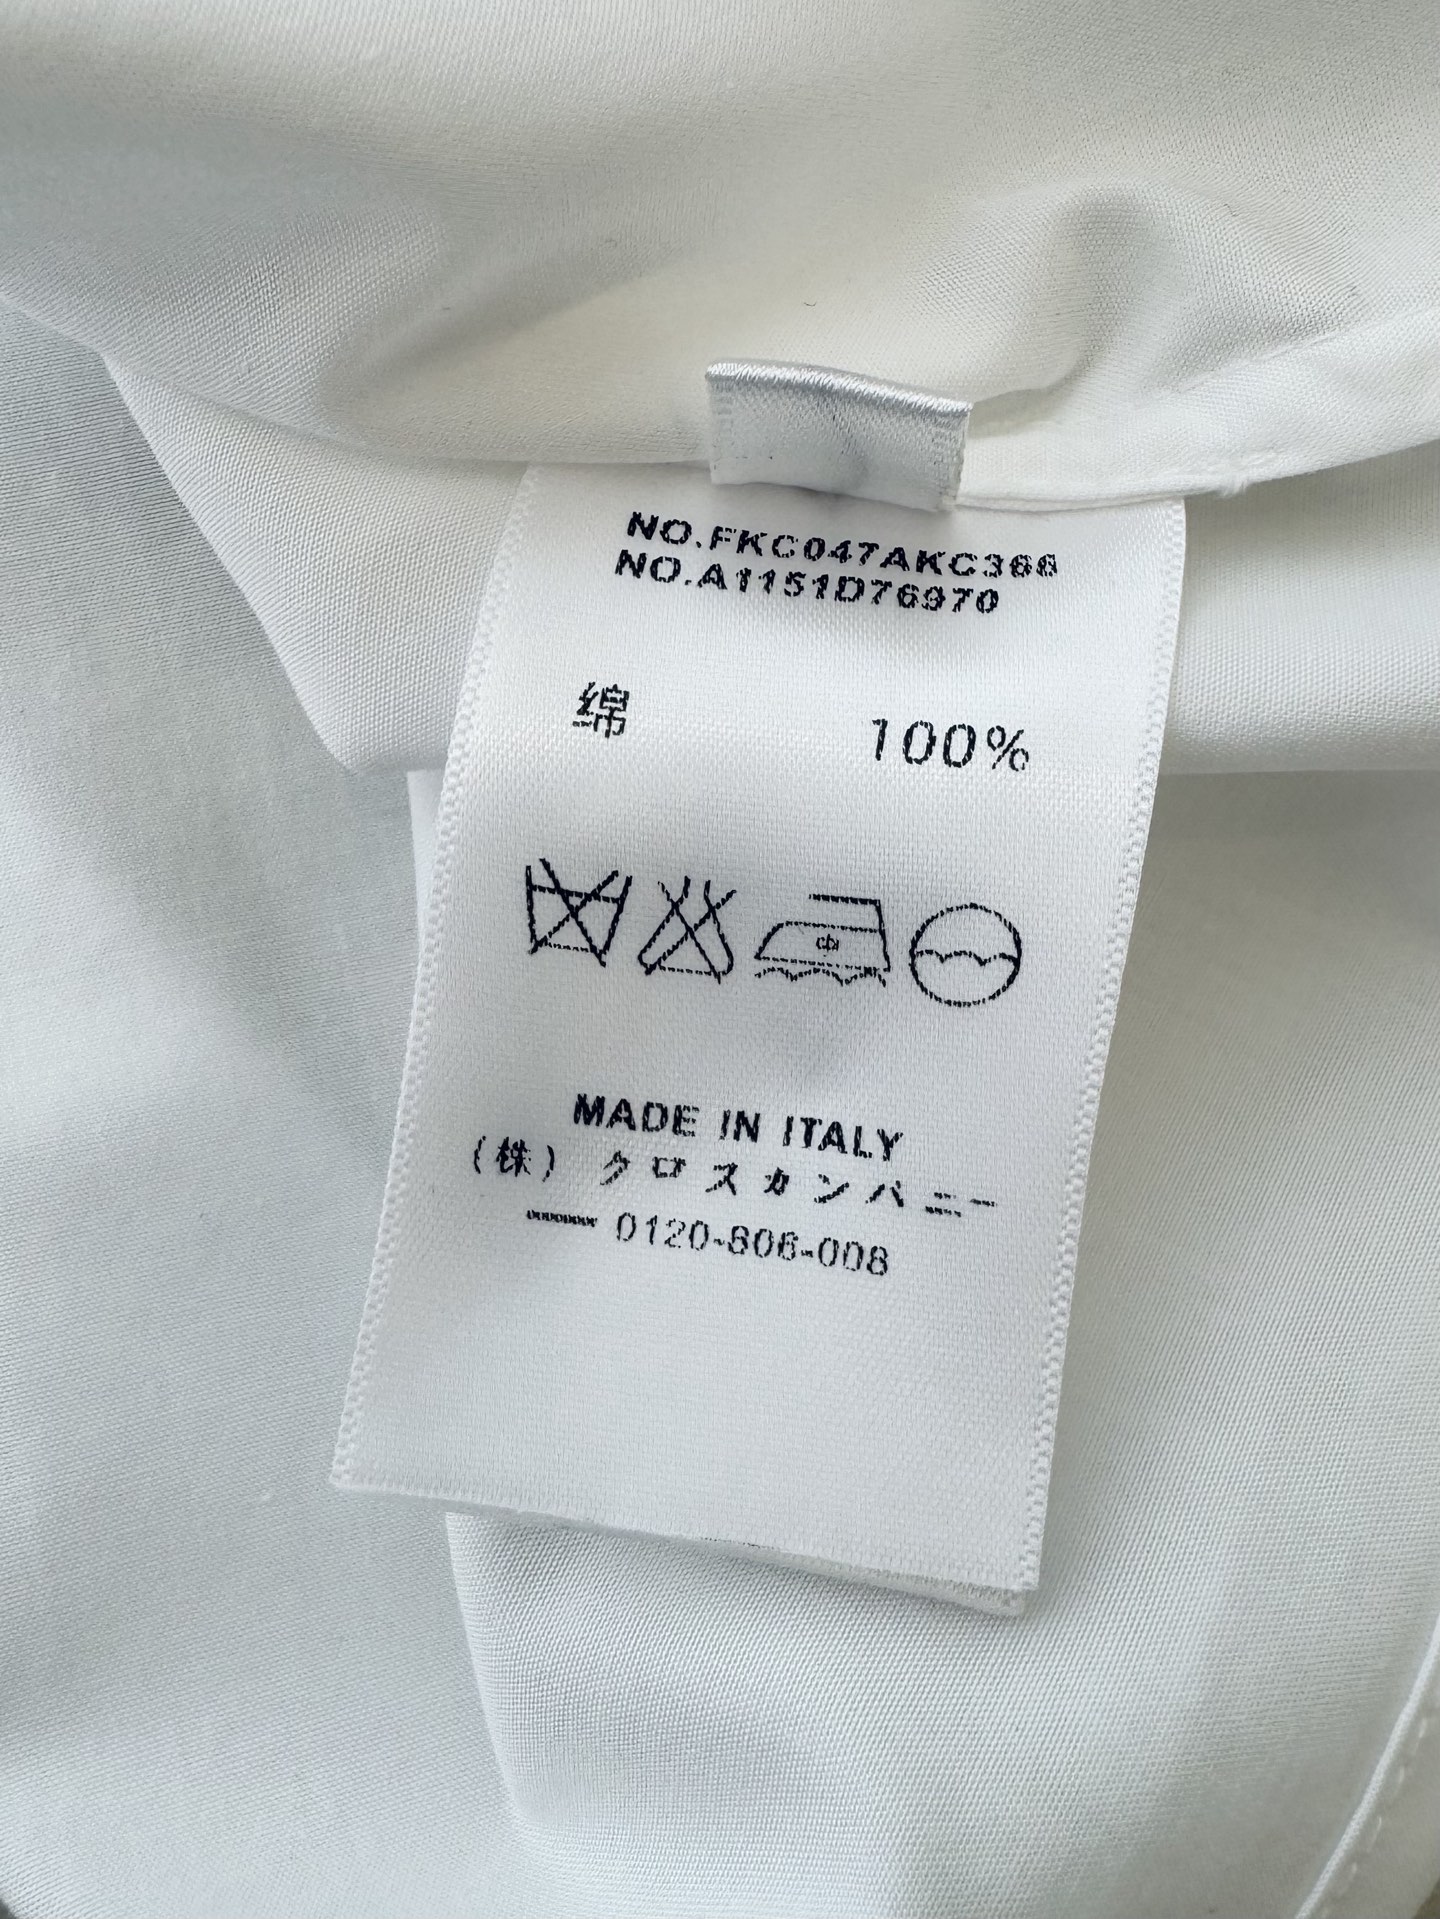 NO.FKC047AKC366
NO.A1151D76970
绵 100%
中
MADE IN ITALY
(株) クロスカンパニー
0120-806-008